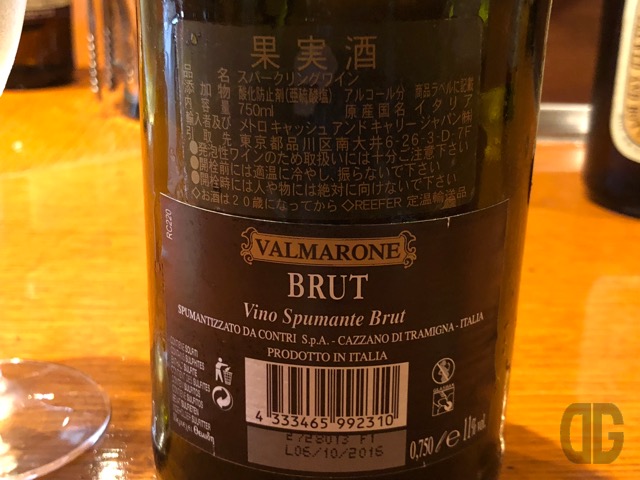 果実酒
名 スパークリングワイン
添加物 酸化防止剤(亜硫酸塩) アルコール分 商品ラベルに記載
内容量 750ml 原産国名 イタリア
輸入者及び メトロ キャッシュ アンド キャリー ジャパン㈱
引取先 東京都品川区南大井6-26-3-D-7F
●発泡性ワインのため取扱いには十分ご注意下さい
●開栓前には適温に冷やし、振らないで下さい
●開栓時には人や物には絶対に向けないで下さい
◇お酒は20歳になってから◇REEFER 定温輸送品
RC220
VALMARONE
BRUT
Vino Spumante Brut
SPUMANTIZZATO DA CONTRI S.p.A. - CAZZANO DI TRAMIGNA - ITALIA
PRODOTTO IN ITALIA
4 333465 992310
L06/10/2016
0,750 l e 11% vol.
DG